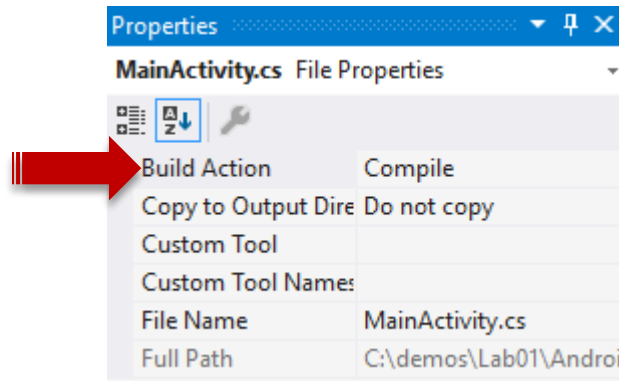 Properties
MainActivity.cs File Properties
Build Action Compile
Copy to Output Dire Do not copy
Custom Tool
Custom Tool Names
File Name MainActivity.cs
Full Path C:\demos\Lab01\Androi